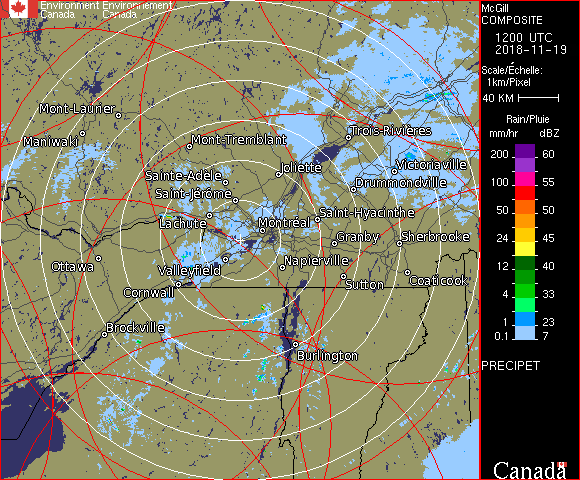 Environment Environnement
Canada Canada
McGill
COMPOSITE
1200 UTC
2018-11-19
Scale/Échelle:
1km/Pixel
40 KM
Rain/Pluie
mm/hr dBZ
200 60
100 55
50 50
24 45
12 40
4 33
1 23
0.1 7
PRECIPET
Canada
Mont-Laurier
Maniwaki
Mont-Tremblant
Trois-Rivières
Joliette
Victoriaville
Sainte-Adèle
Drummondville
Saint-Jérôme
Saint-Hyacinthe
Lachute
Montréal
Granby
Sherbrooke
Ottawa
Napierville
Valleyfield
Cornwall
Sutton
Coaticook
Brockville
Burlington